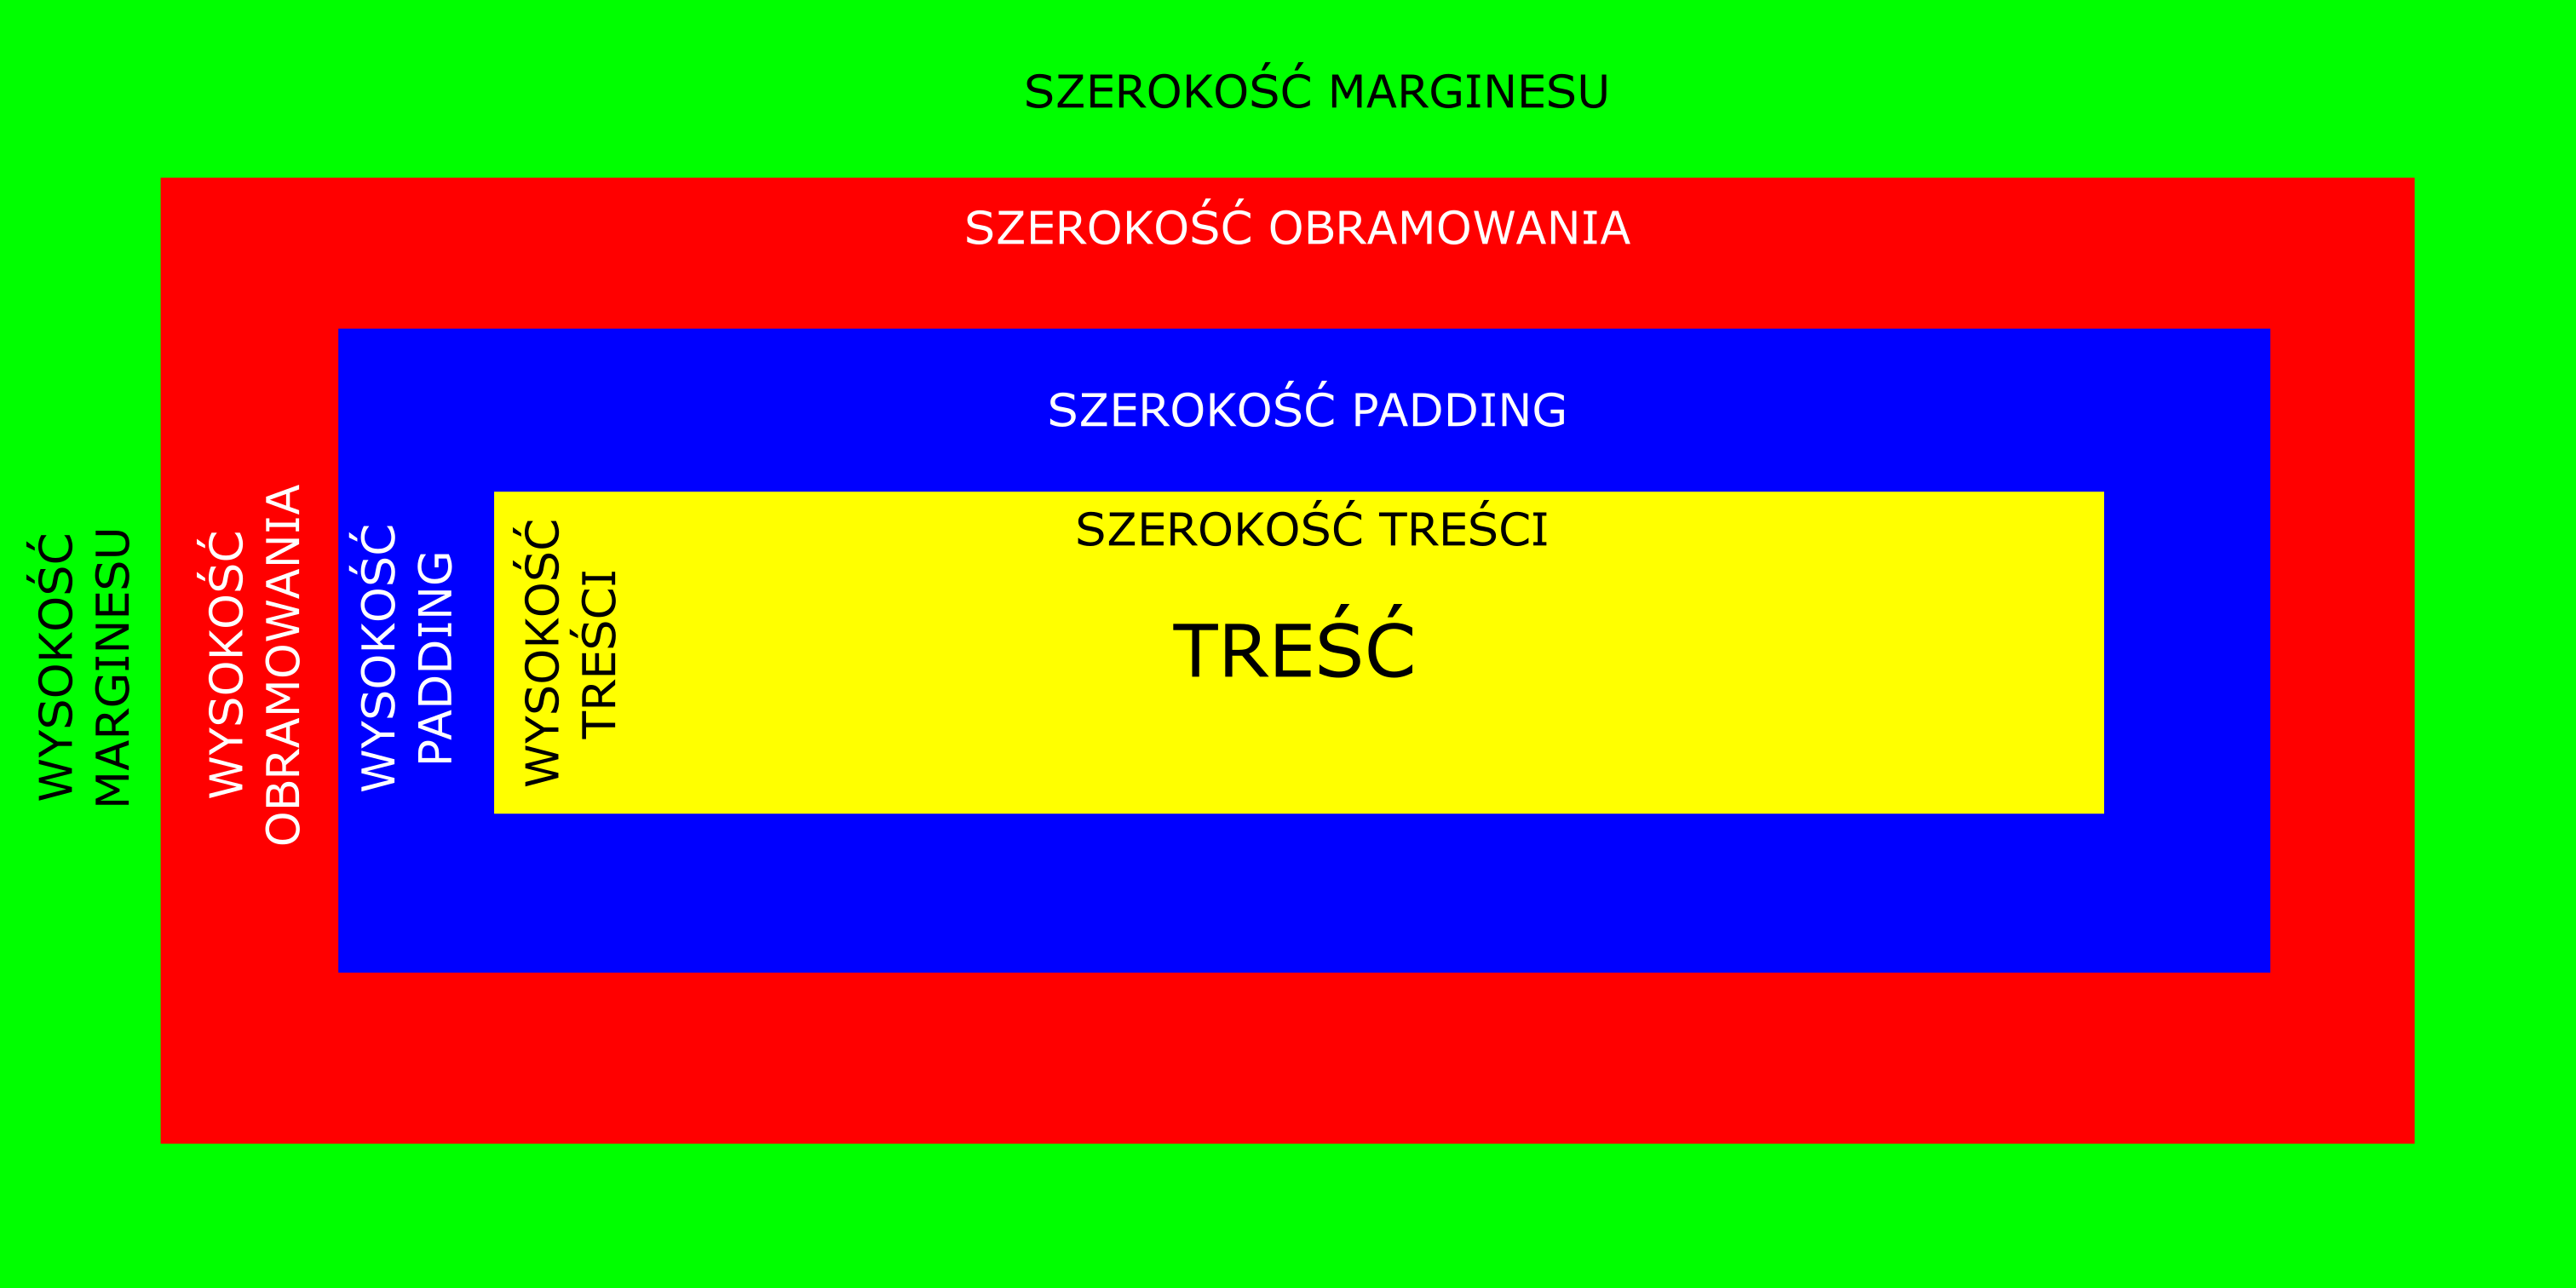 SZEROKOŚĆ MARGINESU
SZEROKOŚĆ OBRAMOWANIA
SZEROKOŚĆ PADDING
SZEROKOŚĆ TREŚCI
TREŚĆ
WYSOKOŚĆ
MARGINESU
WYSOKOŚĆ
OBRAMOWANIA
WYSOKOŚĆ
PADDING
WYSOKOŚĆ
TREŚCI